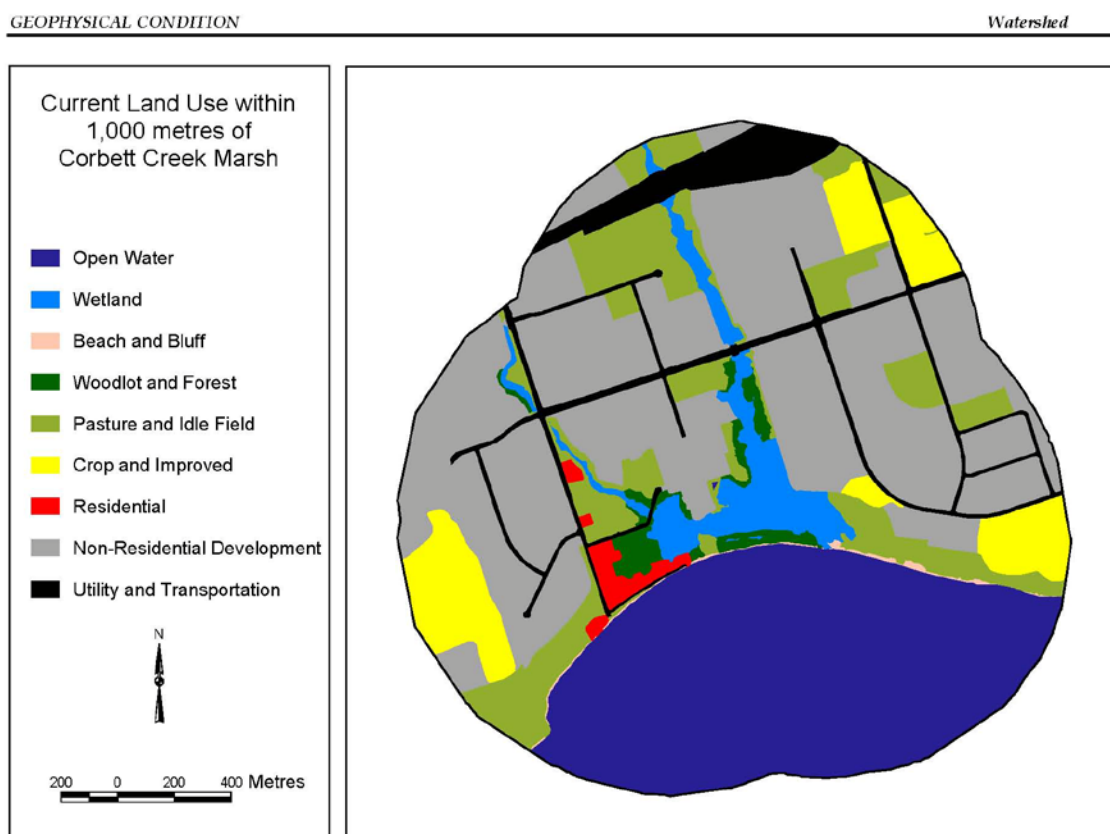 GEOPHYSICAL CONDITION
Watershed
Current Land Use within
1,000 metres of
Corbett Creek Marsh
Open Water
Wetland
Beach and Bluff
Woodlot and Forest
Pasture and Idle Field
Crop and Improved
Residential
Non-Residential Development
Utility and Transportation
N
200 0 200 400 Metres